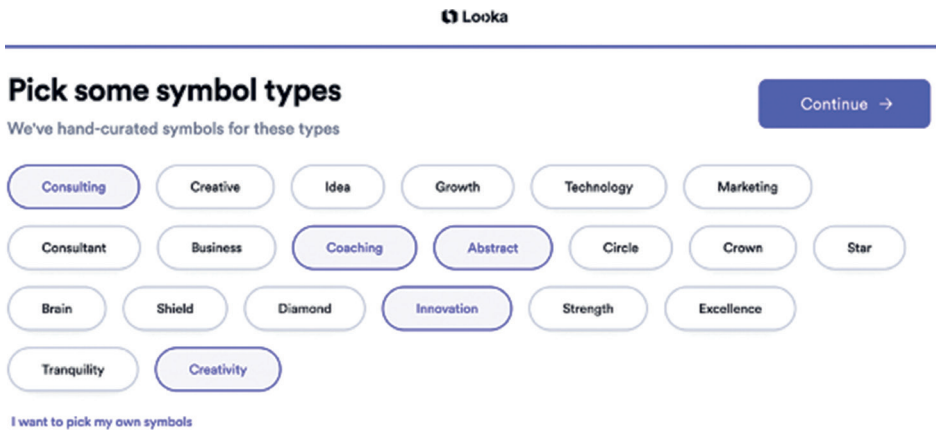 Looka
Pick some symbol types
Continue →
We've hand-curated symbols for these types
Consulting Creative Idea Growth Technology Marketing
Consultant Business Coaching Abstract Circle Crown Star
Brain Shield Diamond Innovation Strength Excellence
Tranquility Creativity
I want to pick my own symbols